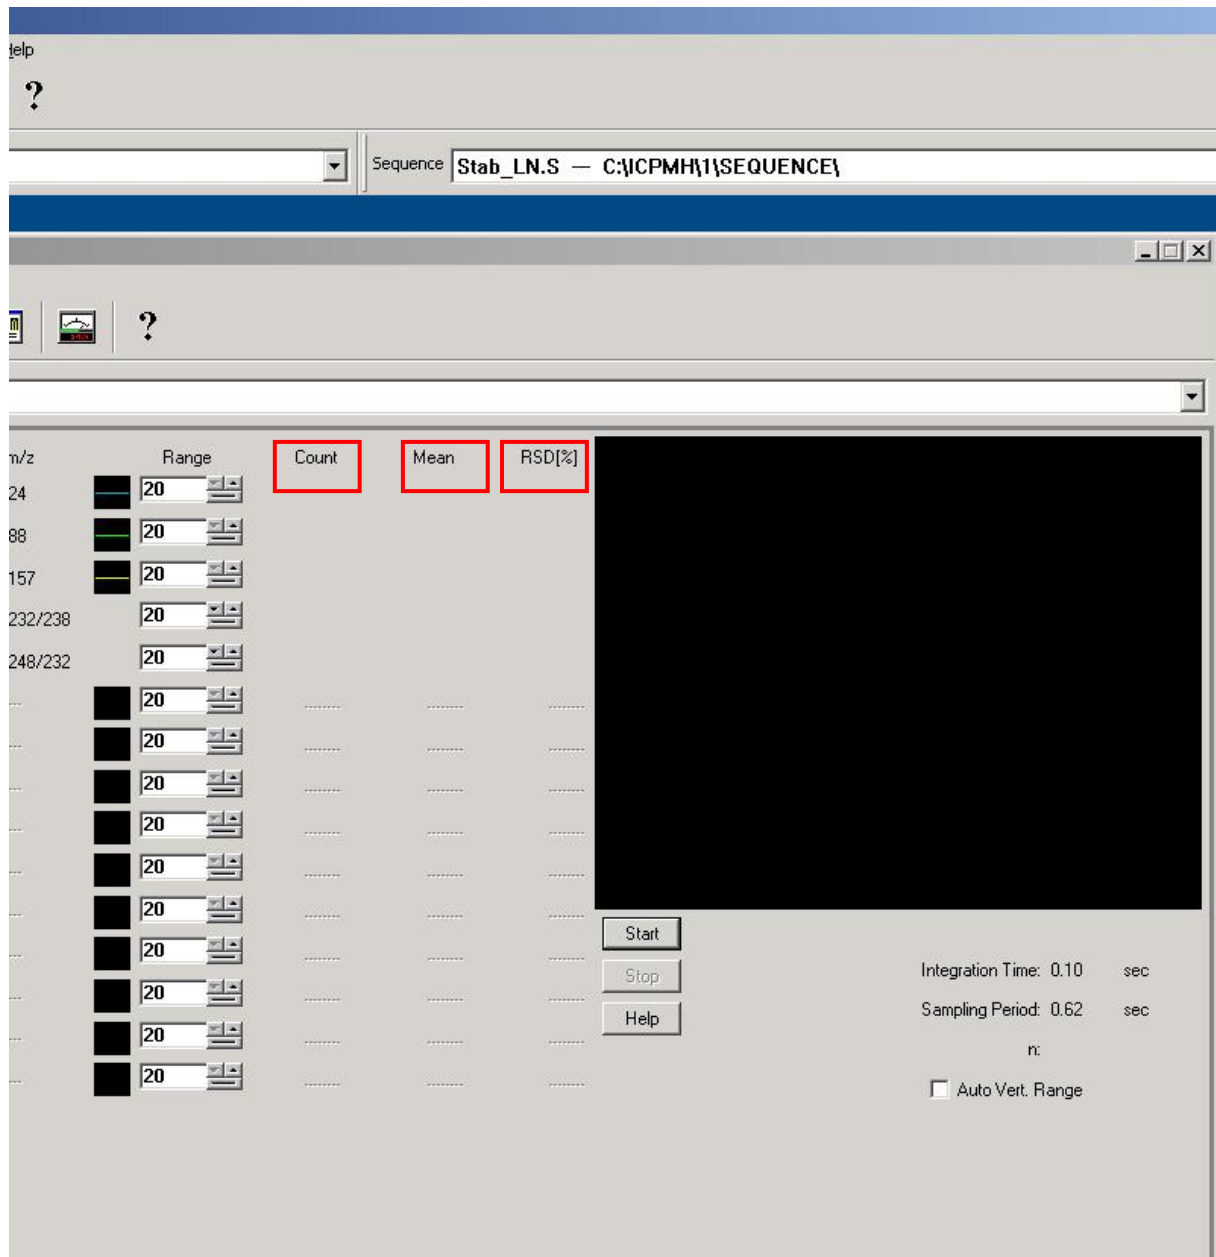 Help
?
Sequence Stab_LN.S — C:\ICPMH\1\SEQUENCE\
?
m/z Range Count Mean RSD[%]
24 20
88 20
157 20
232/238 20
248/232 20
--- 20 ------- ------- -------
--- 20 ------- ------- -------
--- 20 ------- ------- -------
--- 20 ------- ------- -------
--- 20 ------- ------- -------
--- 20 ------- ------- -------
--- 20 ------- ------- -------
--- 20 ------- ------- -------
--- 20 ------- ------- -------
--- 20 ------- ------- -------
Start
Stop
Help
Integration Time: 0.10 sec
Sampling Period: 0.62 sec
n:
Auto Vert. Range